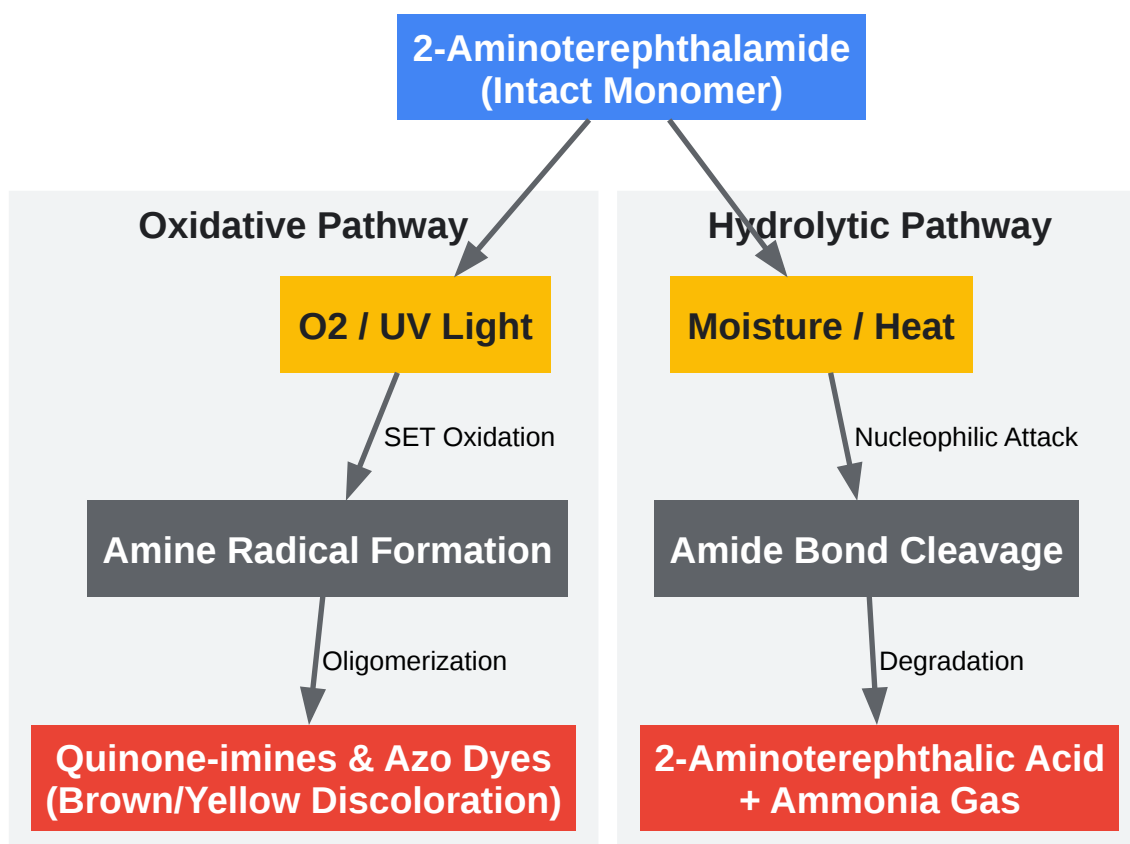 2-Aminoterephthalamide
(Intact Monomer)
Oxidative Pathway
O2 / UV Light
SET Oxidation
Amine Radical Formation
Oligomerization
Quinone-imines & Azo Dyes
(Brown/Yellow Discoloration)
Hydrolytic Pathway
Moisture / Heat
Nucleophilic Attack
Amide Bond Cleavage
Degradation
2-Aminoterephthalic Acid
+ Ammonia Gas